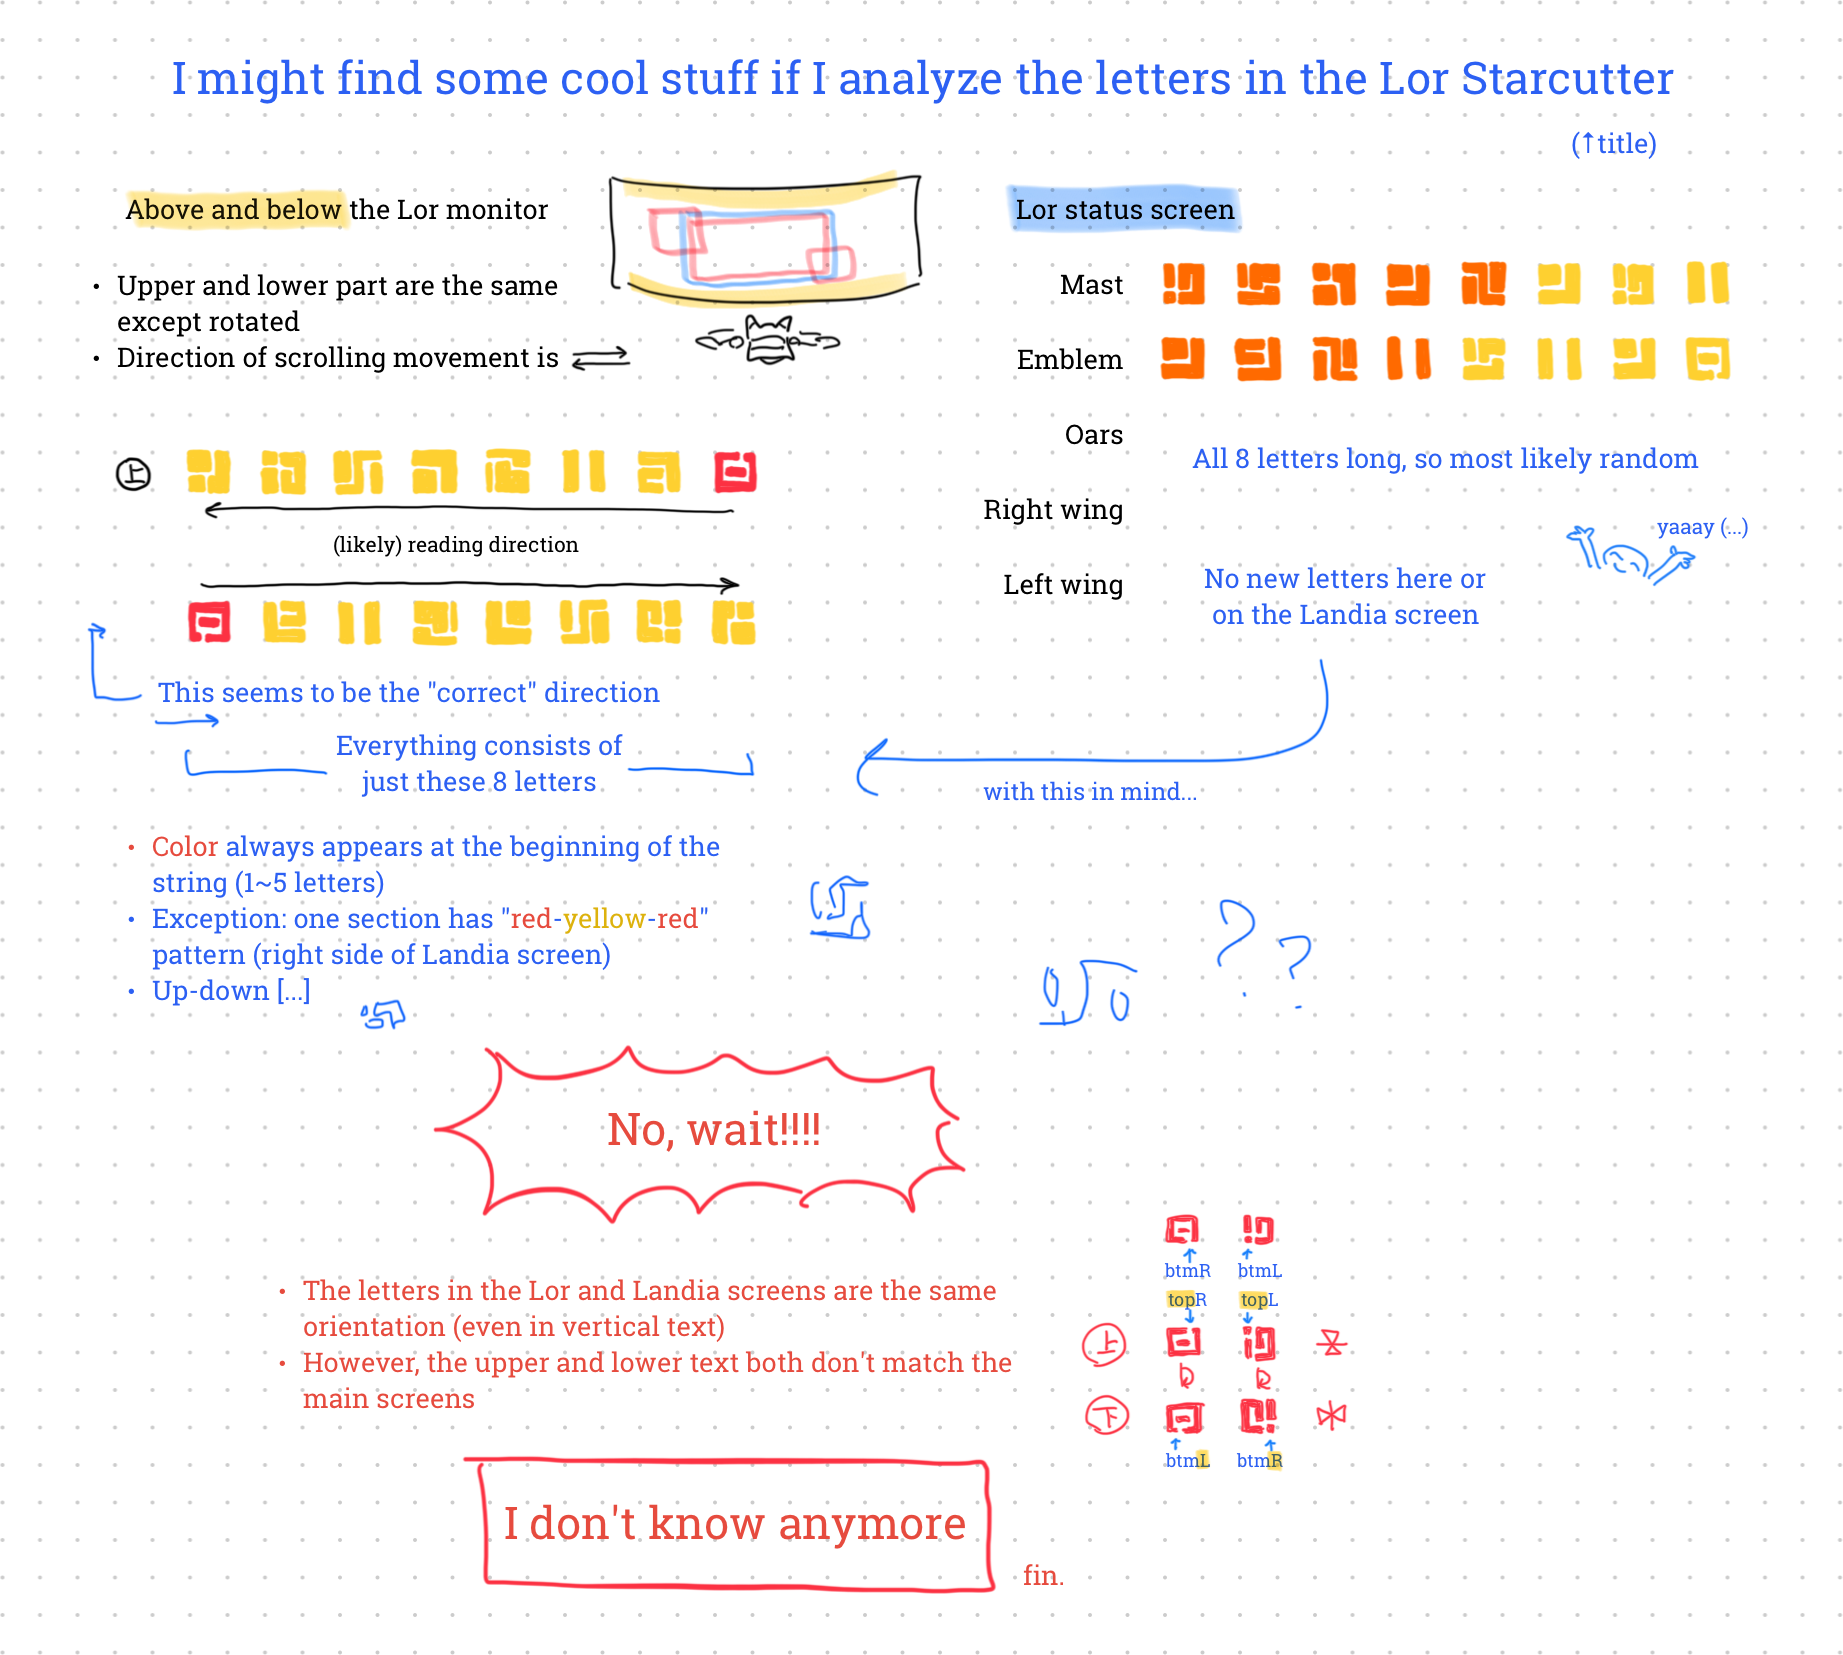 I might find some cool stuff if I analyze the letters in the Lor Starcutter
(↑title)
Above and below the Lor monitor
• Upper and lower part are the same
except rotated
• Direction of scrolling movement is
上
(likely) reading direction
This seems to be the "correct" direction
Everything consists of
just these 8 letters
Lor status screen
Mast
Emblem
Oars
Right wing
Left wing
All 8 letters long, so most likely random
yaaay (...)
No new letters here or
on the Landia screen
with this in mind...
• Color always appears at the beginning of the
string (1~5 letters)
• Exception: one section has "red-yellow-red"
pattern (right side of Landia screen)
• Up-down [...]
? ?
No, wait!!!!
• The letters in the Lor and Landia screens are the same
orientation (even in vertical text)
• However, the upper and lower text both don't match the
main screens
btmR btmL
topR topL
上
下
btmL btmR
I don't know anymore
fin.